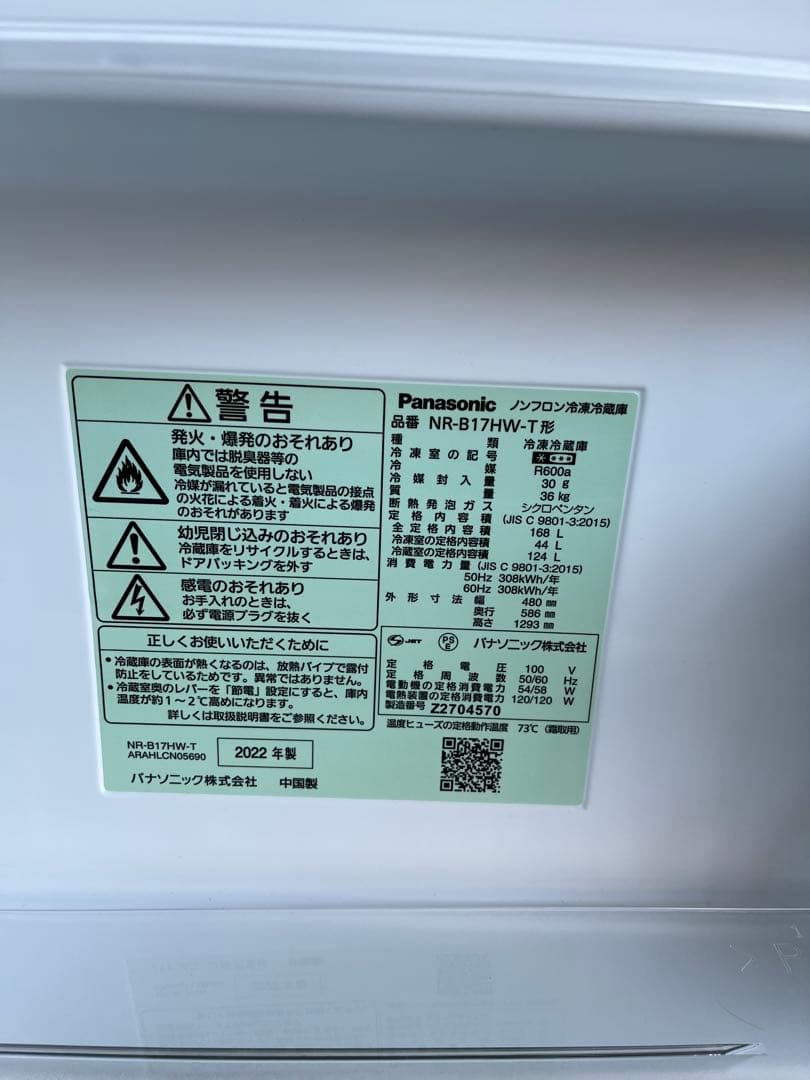 警告
発火・爆発のおそれあり
庫内では脱臭器等の
電気製品を使用しない
冷媒が漏れていると電気製品の接点
の火花による着火・着火による爆発
のおそれがあります
幼児閉じ込みのおそれあり
冷蔵庫をリサイクルするときは、
ドアパッキングを外す
感電のおそれあり
お手入れのときは、
必ず電源プラグを抜く
正しくお使いいただくために
・冷蔵庫の表面が熱くなるのは、放熱パイプで露付
防止をしているためです。異常ではありません。
・冷蔵室奥のレバーを「節電」設定にすると、庫内
温度が約1~2℃高めになります。
詳しくは取扱説明書をご参照ください。
NR-B17HW-T
ARAHLCN05690
2022 年製
パナソニック株式会社 中国製
Panasonic ノンフロン冷凍冷蔵庫
品番 NR-B17HW-T形
種類 冷凍冷蔵庫
冷凍室の記号 ****
冷媒 R600a
冷媒封入量 30 g
質量 36 kg
断熱発泡ガス シクロペンタン
定格内容積 (JIS C 9801-3:2015)
全定格内容積 168 L
冷凍室の定格内容積 44 L
冷蔵室の定格内容積 124 L
消費電力量 (JIS C 9801-3:2015)
50Hz 308kWh/年
60Hz 308kWh/年
外形寸法 幅 480 mm
奥行 586 mm
高さ 1293 mm
S JET PS E パナソニック株式会社
定格電圧 100 V
定格周波数 50/60 Hz
電動機の定格消費電力 54/58 W
電熱装置の定格消費電力 120/120 W
製造番号 Z2704570
温度ヒューズの定格動作温度 73℃ (霜取用)